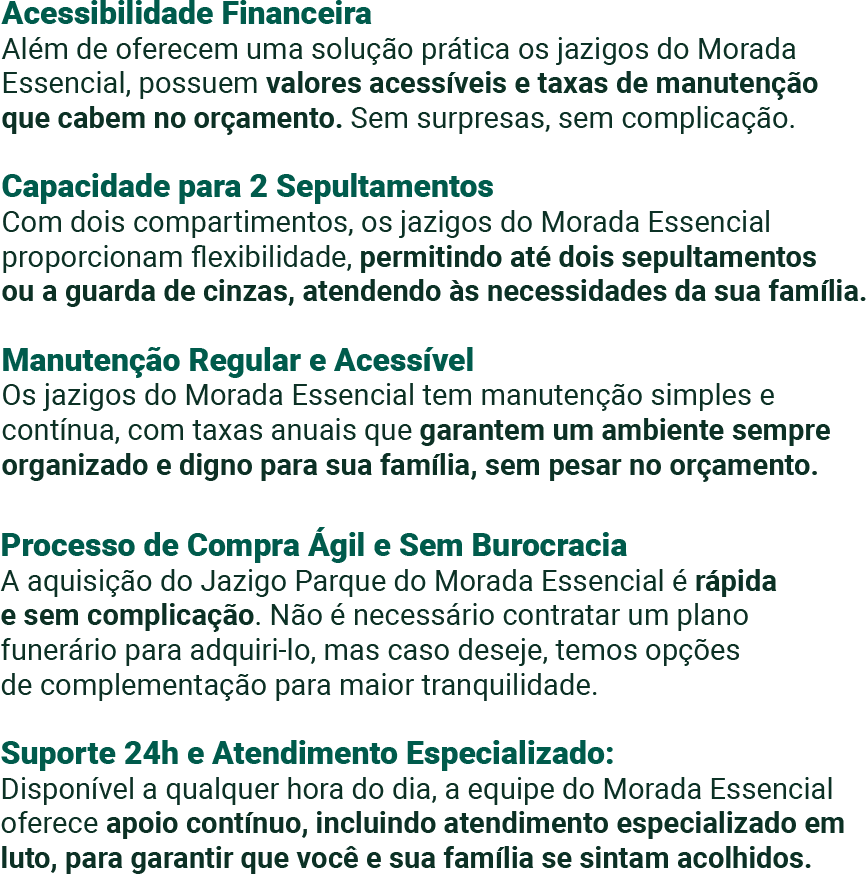 Acessibilidade Financeira
Além de oferecem uma solução prática os jazigos do Morada
Essencial, possuem valores acessíveis e taxas de manutenção
que cabem no orçamento. Sem surpresas, sem complicação.
Capacidade para 2 Sepultamentos
Com dois compartimentos, os jazigos do Morada Essencial
proporcionam flexibilidade, permitindo até dois sepultamentos
ou a guarda de cinzas, atendendo às necessidades da sua família.
Manutenção Regular e Acessível
Os jazigos do Morada Essencial tem manutenção simples e
contínua, com taxas anuais que garantem um ambiente sempre
organizado e digno para sua família, sem pesar no orçamento.
Processo de Compra Ágil e Sem Burocracia
A aquisição do Jazigo Parque do Morada Essencial é rápida
e sem complicação. Não é necessário contratar um plano
funerário para adquiri-lo, mas caso deseje, temos opções
de complementação para maior tranquilidade.
Suporte 24h e Atendimento Especializado:
Disponível a qualquer hora do dia, a equipe do Morada Essencial
oferece apoio contínuo, incluindo atendimento especializado em
luto, para garantir que você e sua família se sintam acolhidos.